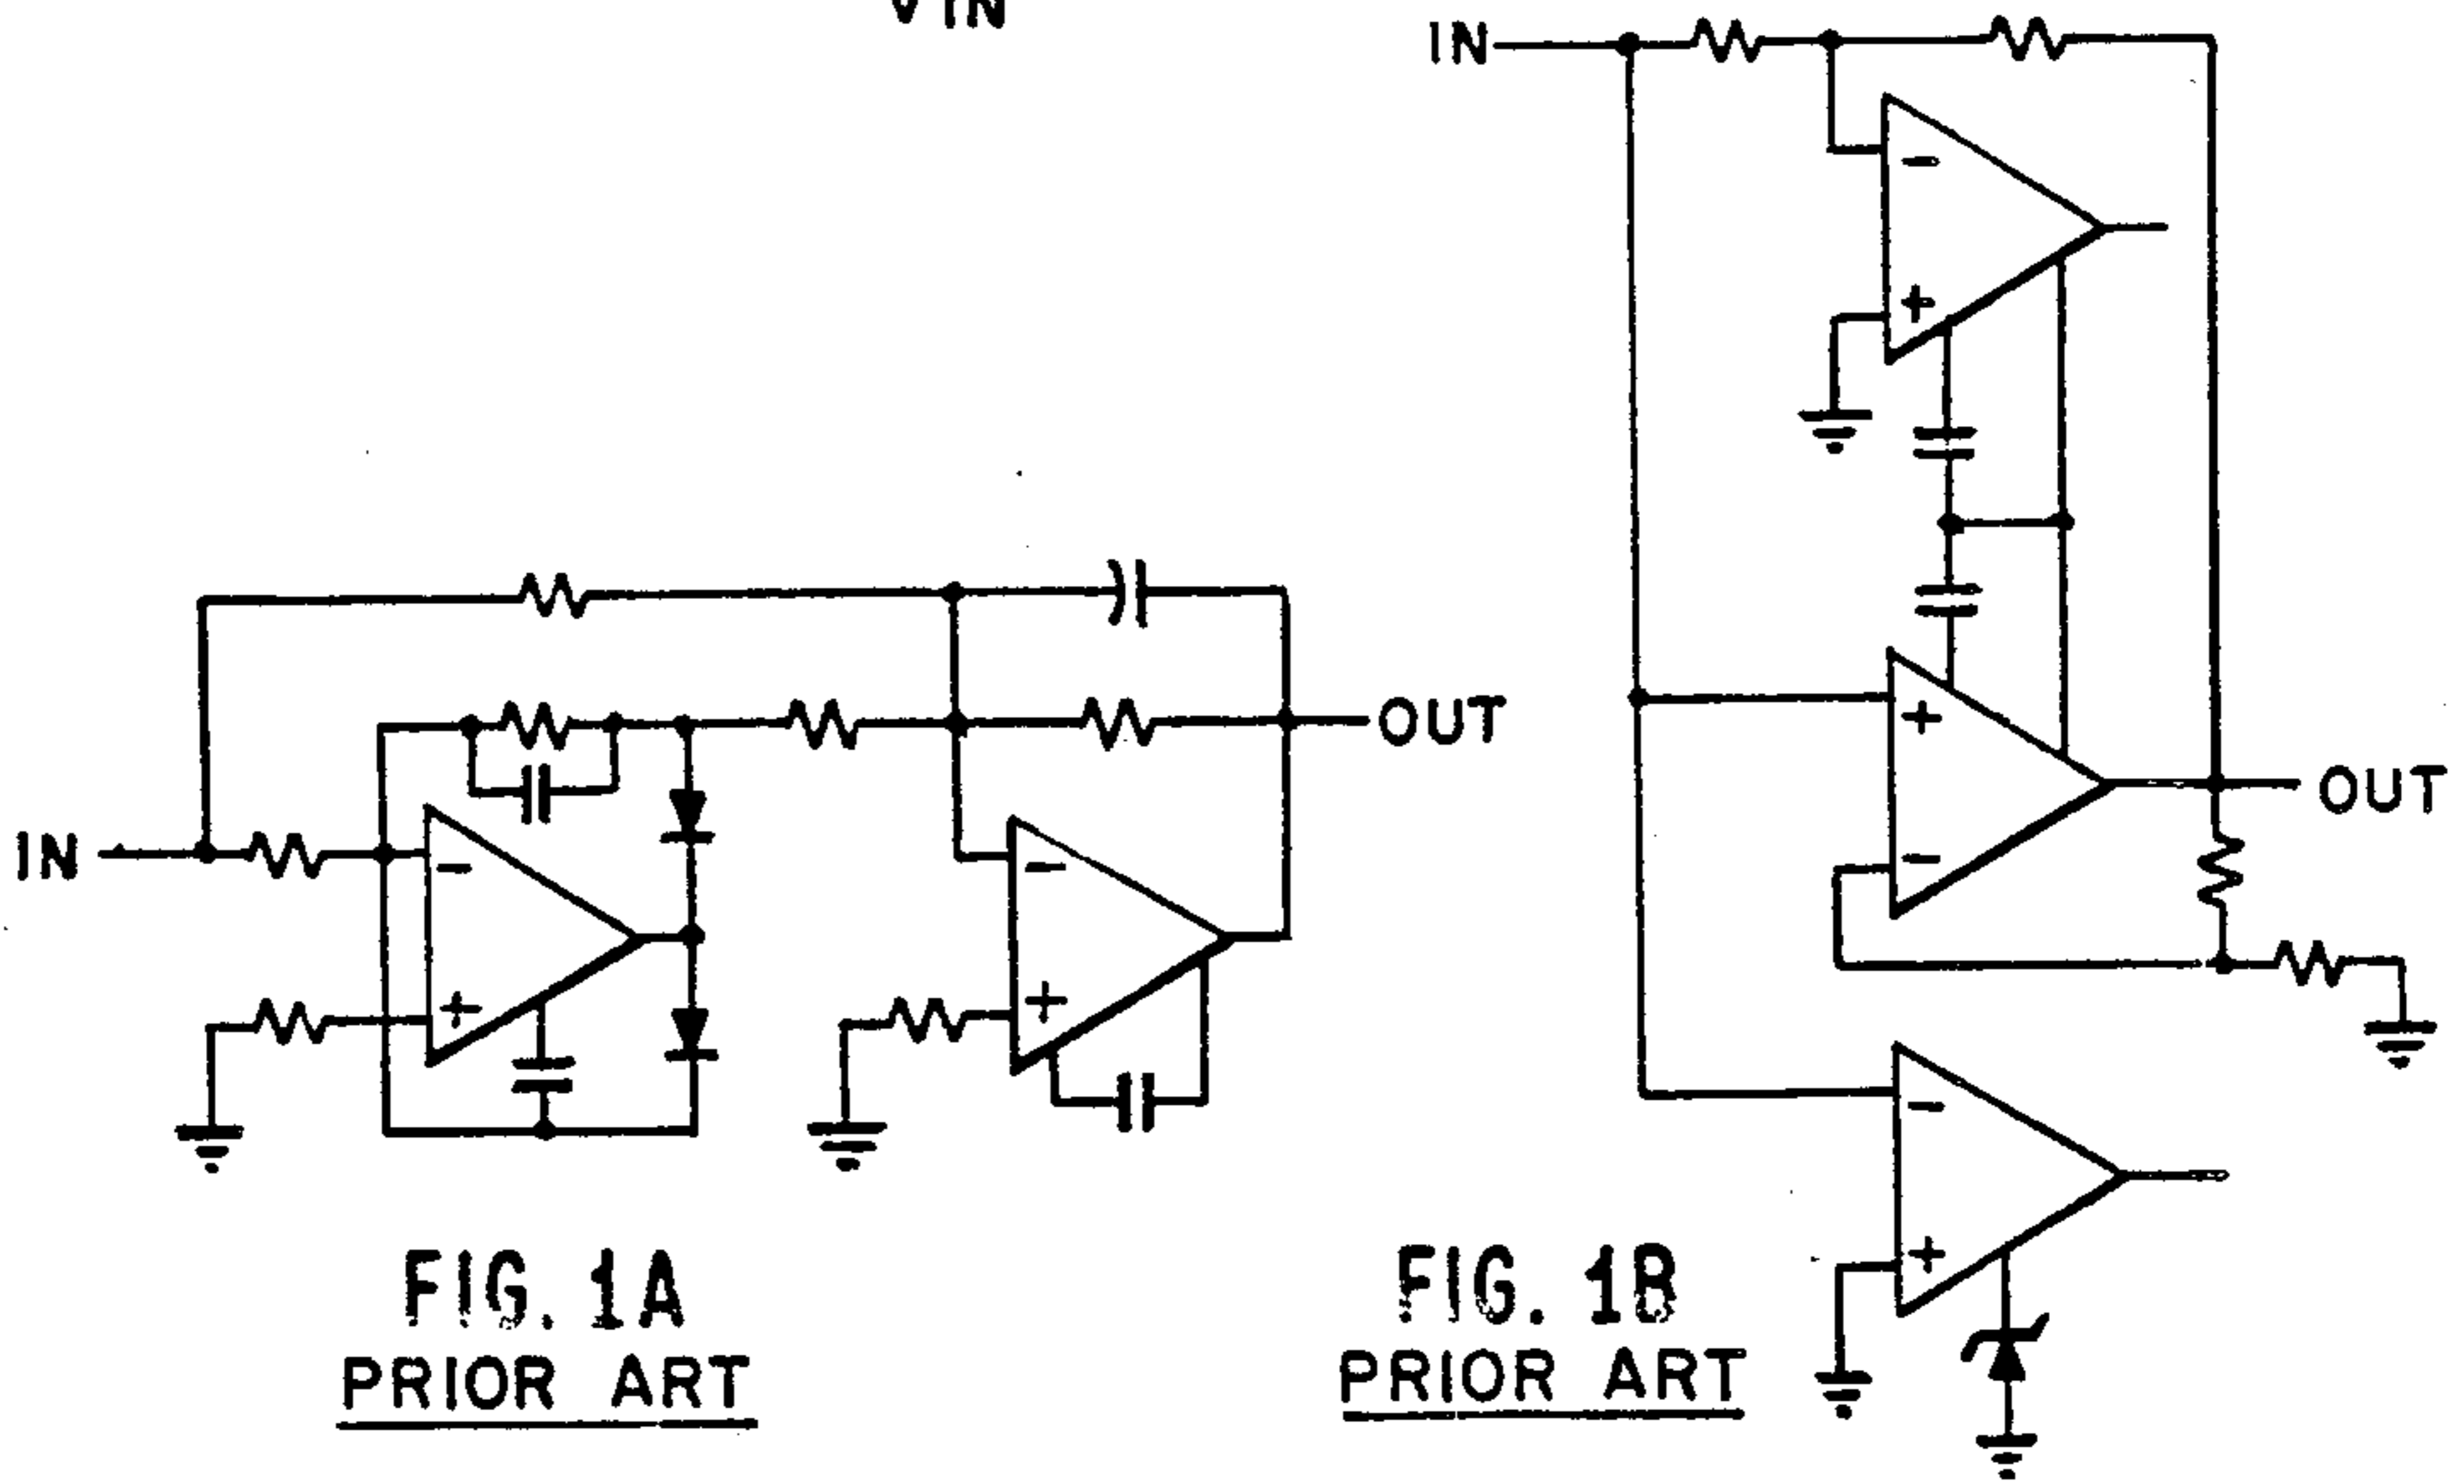 VIN
IN
OUT
-
+
-
+
FIG. 1A
PRIOR ART
IN
-
+
+
-
OUT
-
+
FIG. 1B
PRIOR ART